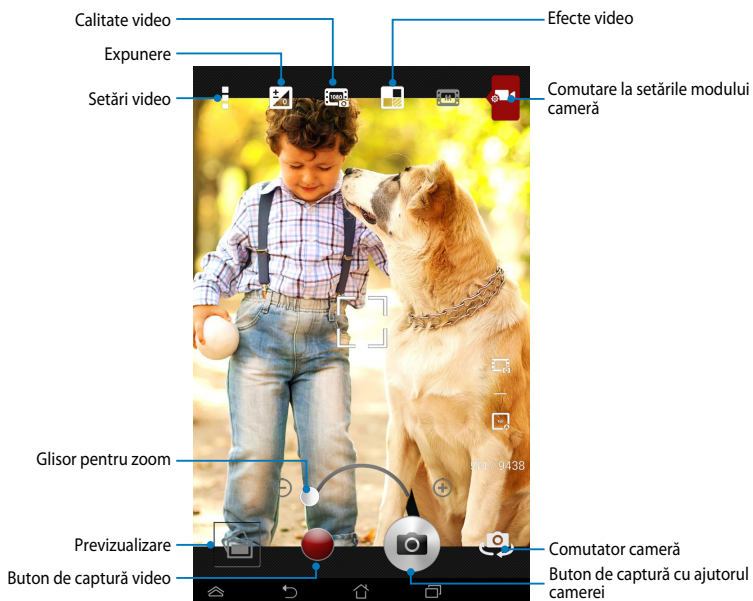 Calitate video
Efecte video
Expunere
Setări video
Comutare la setările modului
cameră
1080
Glisor pentru zoom
Previzualizare
Comutator cameră
Buton de captură video
Buton de captură cu ajutorul
camerei